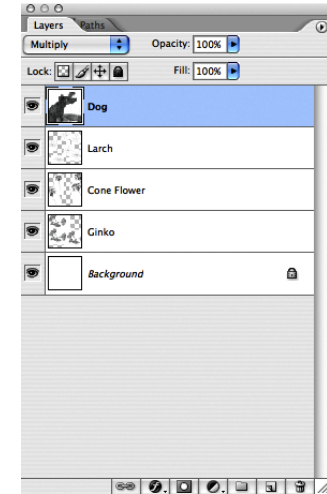 Layers Paths
Multiply Opacity: 100%
Lock: Fill: 100%
Dog
Larch
Cone Flower
Ginko
Background